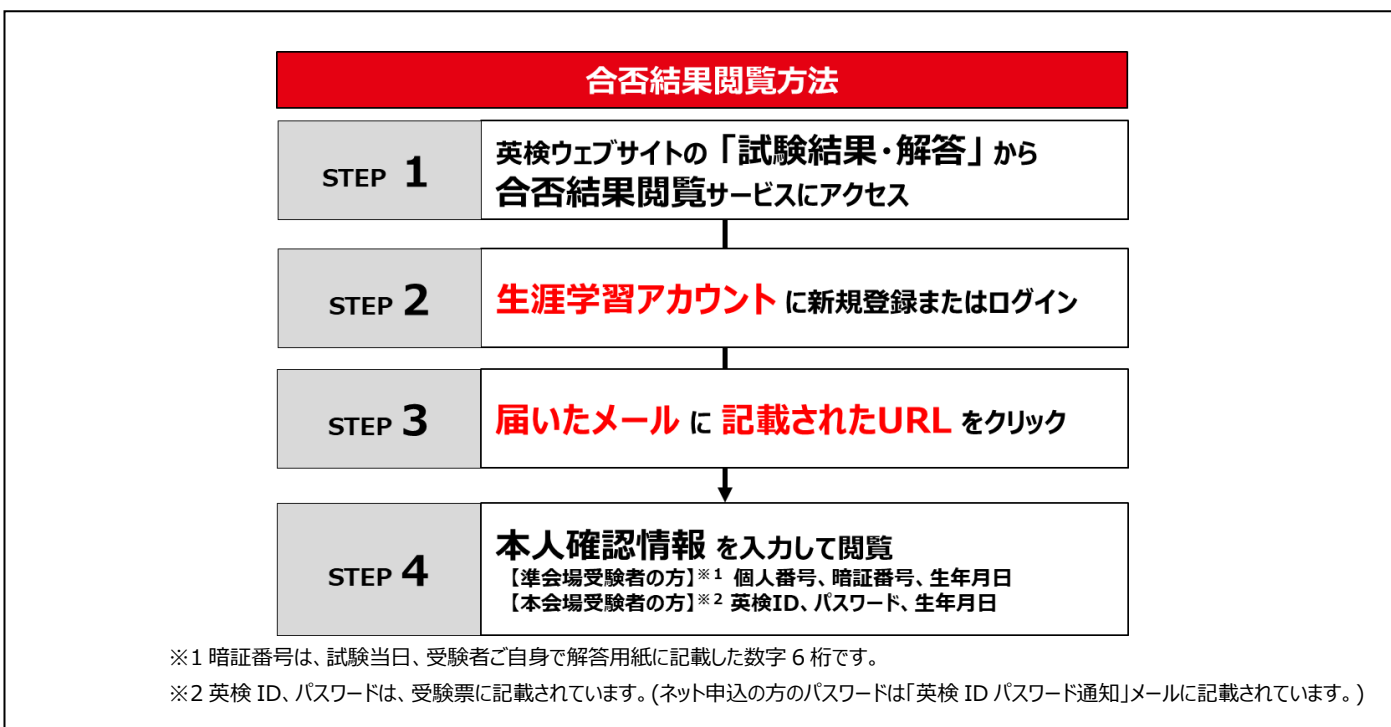 合否結果閲覧方法
STEP 1
英検ウェブサイトの「試験結果・解答」から
合否結果閲覧サービスにアクセス
STEP 2
生涯学習アカウント に新規登録またはログイン
STEP 3
届いたメール に 記載されたURL をクリック
STEP 4
本人確認情報 を入力して閲覧
【準会場受験者の方】※1 個人番号、暗証番号、生年月日
【本会場受験者の方】※2 英検ID、パスワード、生年月日
※1 暗証番号は、試験当日、受験者ご自身で解答用紙に記載した数字 6 桁です。
※2 英検 ID、パスワードは、受験票に記載されています。(ネット申込の方のパスワードは「英検 ID パスワード通知」メールに記載されています。)